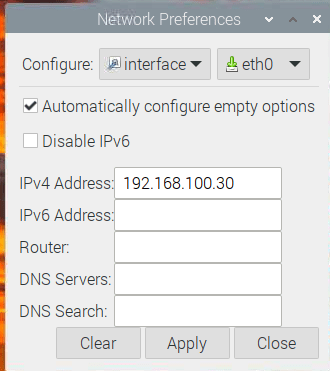 Network Preferences
Configure: interface eth0
Automatically configure empty options
Disable IPv6
IPv4 Address: 192.168.100.30
IPv6 Address:
Router:
DNS Servers:
DNS Search:
Clear Apply Close